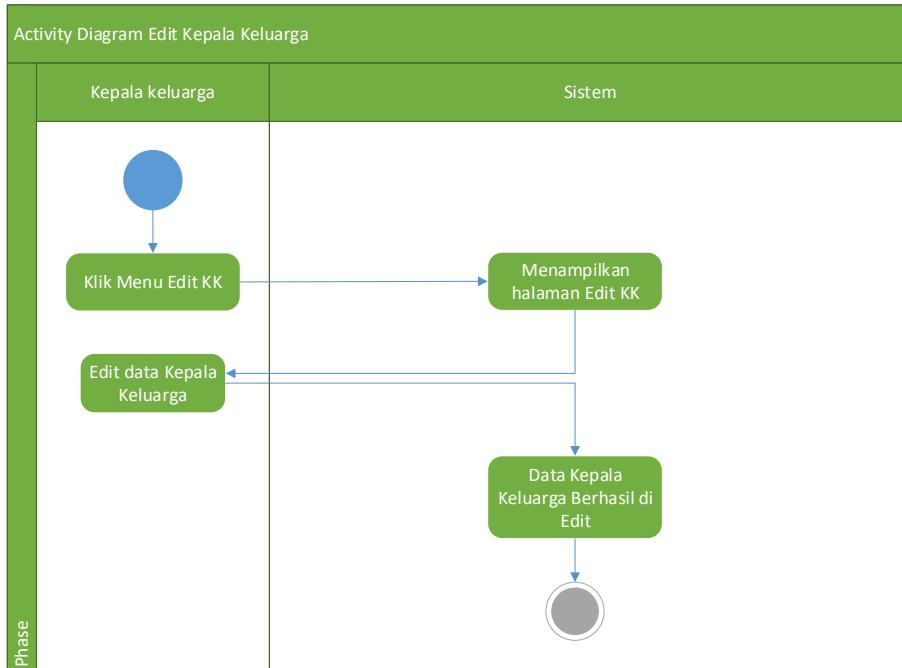 Activity Diagram Edit Kepala Keluarga
Kepala keluarga
Sistem
Klik Menu Edit KK
Menampilkan
halaman Edit KK
Edit data Kepala
Keluarga
Data Kepala
Keluarga Berhasil di
Edit
Phase